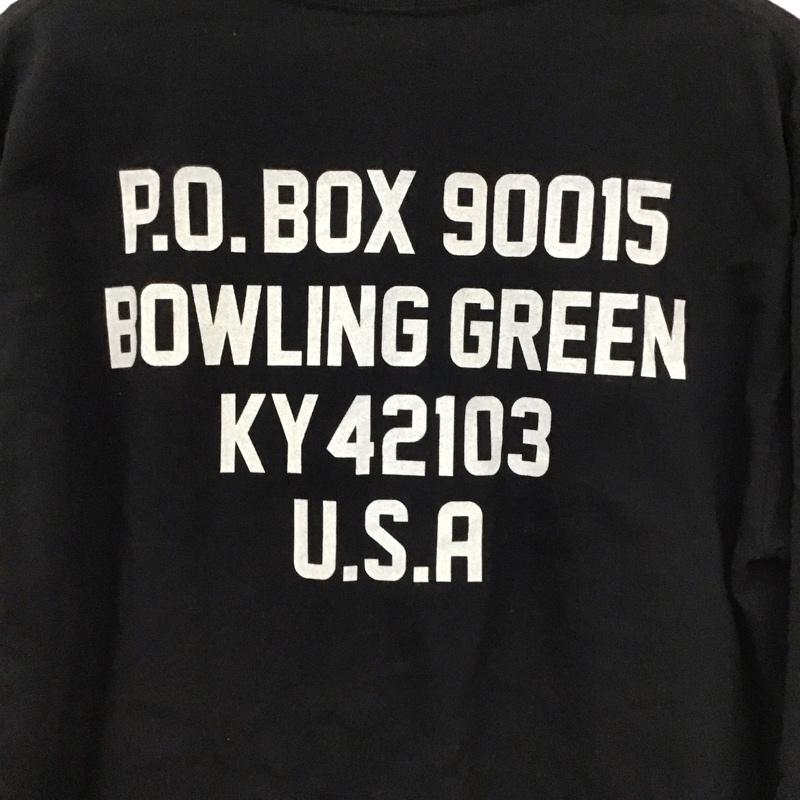 P.O. BOX 90015
BOWLING GREEN
KY 42103
U.S.A